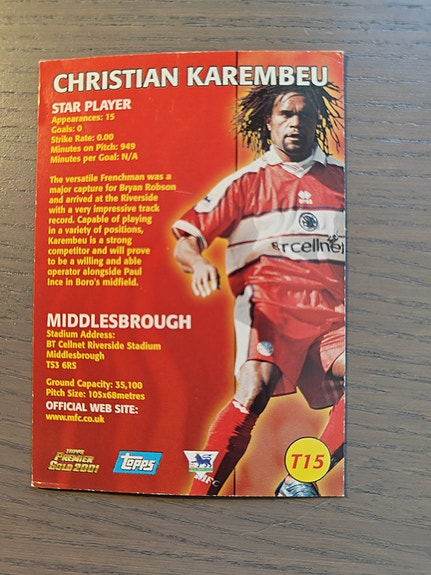 CHRISTIAN KAREMBEU
STAR PLAYER
Appearances: 15
Goals: 0
Strike Rate: 0.00
Minutes on Pitch: 949
Minutes per Goal: N/A
The versatile Frenchman was a
major capture for Bryan Robson
and arrived at the Riverside
with a very impressive track
record. Capable of playing
in a variety of positions,
Karembeu is a strong
competitor and will prove
to be a willing and able
operator alongside Paul
Ince in Boro's midfield.
erreà
rcellnet
MIDDLESBROUGH
Stadium Address:
BT Cellnet Riverside Stadium
Middlesbrough
TS3 6RS
Ground Capacity: 35,100
Pitch Size: 105x68metres
OFFICIAL WEB SITE:
www.mfc.co.uk
TOPPS
PREMIER
GOLD 2001
topps
MFC
T15